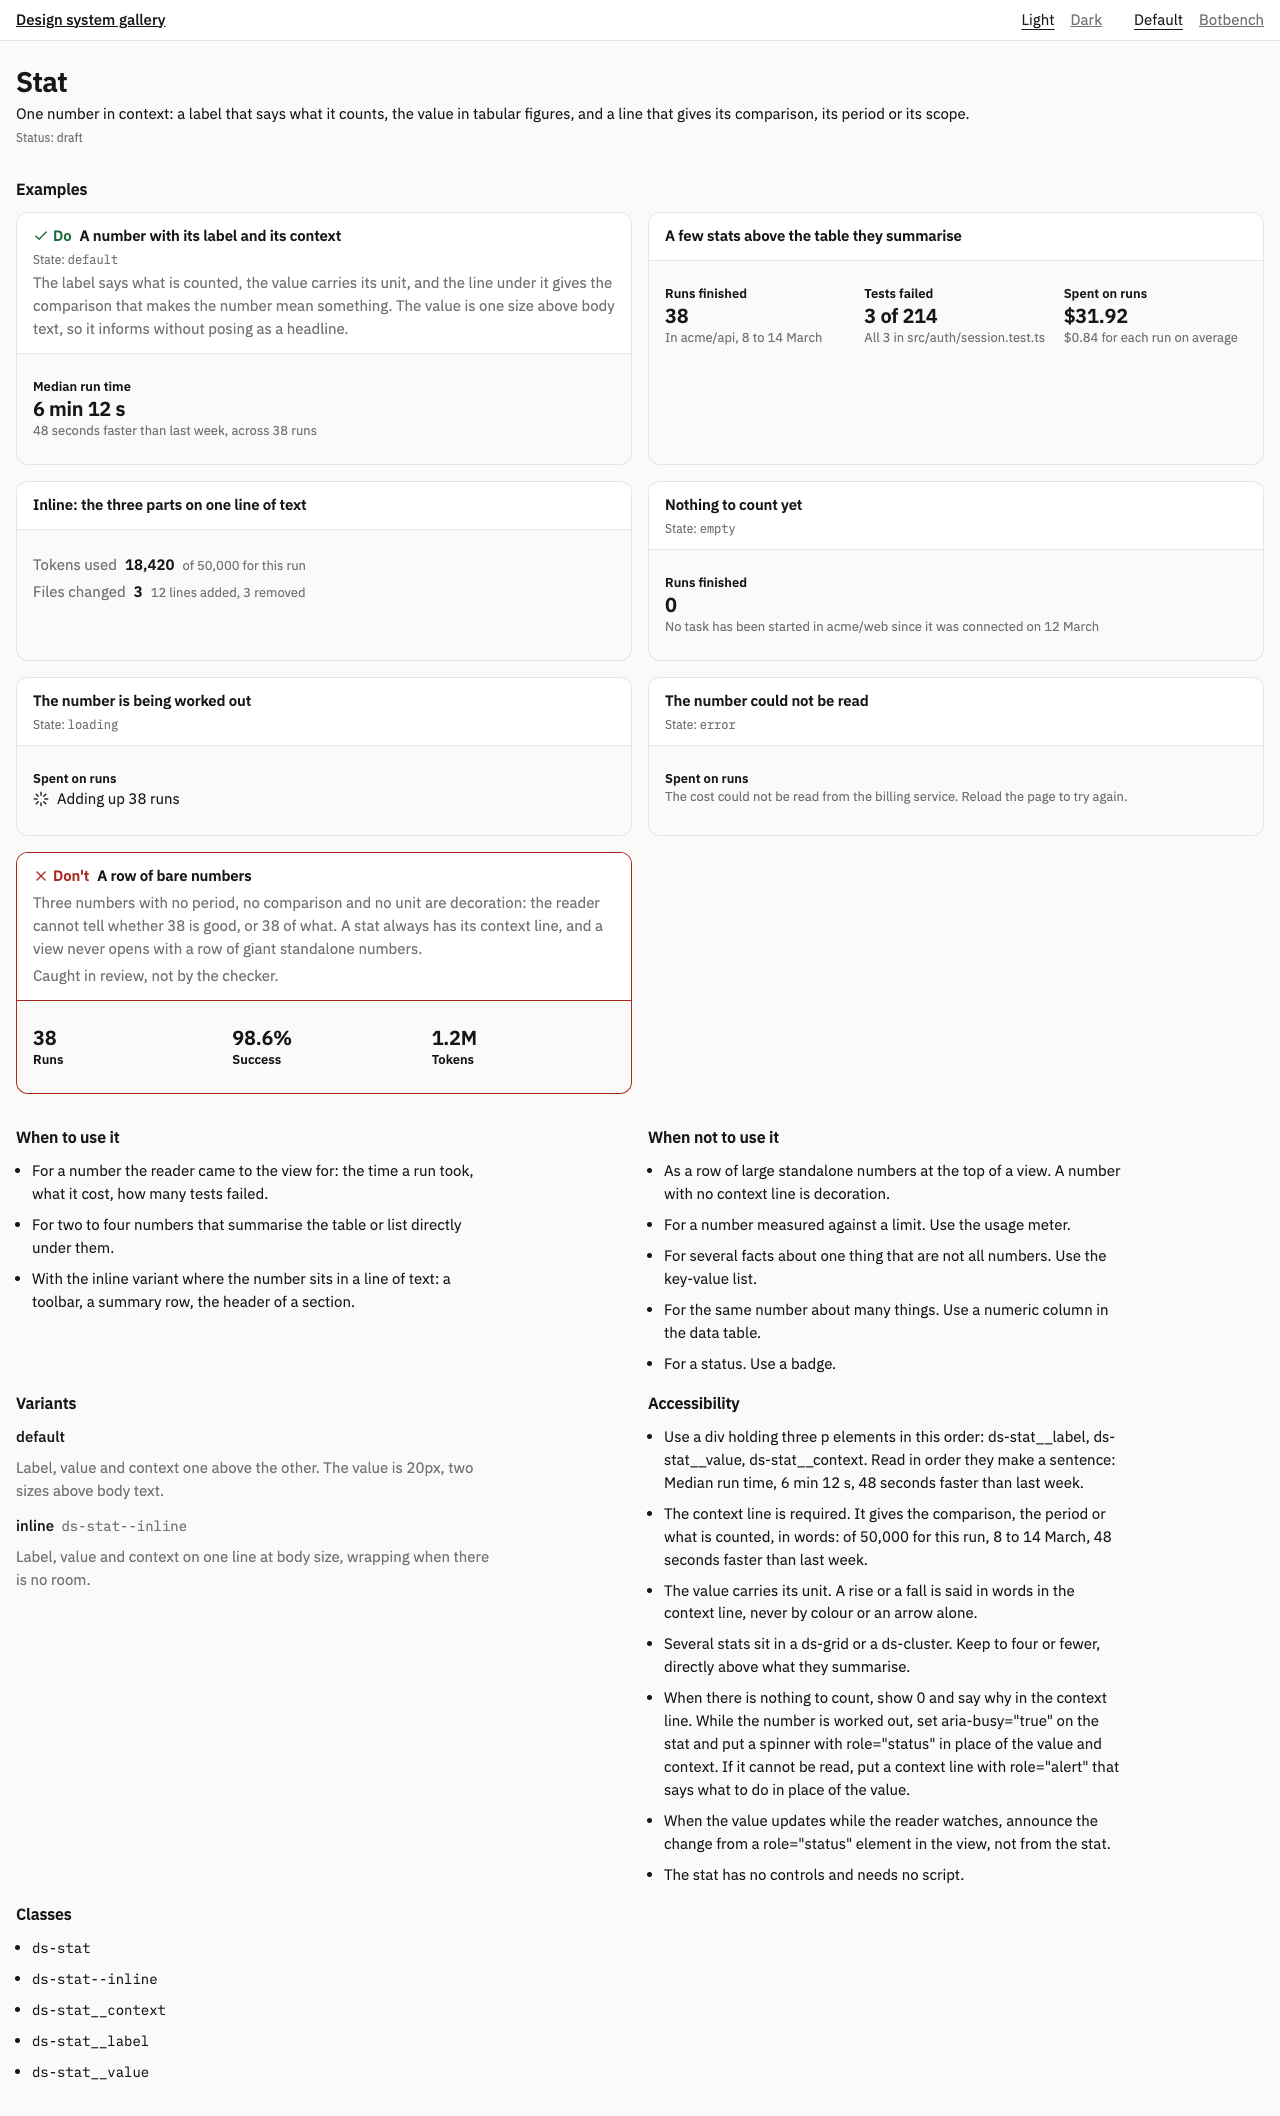 Design system gallery
Light Dark Default Botbench
Stat
One number in context: a label that says what it counts, the value in tabular figures, and a line that gives its comparison, its period or its scope.
Status: draft
Examples
Do A number with its label and its context
State: default
The label says what is counted, the value carries its unit, and the line under it gives the
comparison that makes the number mean something. The value is one size above body
text, so it informs without posing as a headline.
Median run time
6 min 12 s
48 seconds faster than last week, across 38 runs
A few stats above the table they summarise
Runs finished
38
In acme/api, 8 to 14 March
Tests failed
3 of 214
All 3 in src/auth/session.test.ts
Spent on runs
$31.92
$0.84 for each run on average
Inline: the three parts on one line of text
Tokens used 18,420 of 50,000 for this run
Files changed 3 12 lines added, 3 removed
Nothing to count yet
State: empty
Runs finished
0
No task has been started in acme/web since it was connected on 12 March
The number is being worked out
State: loading
Spent on runs
Adding up 38 runs
The number could not be read
State: error
Spent on runs
The cost could not be read from the billing service. Reload the page to try again.
Don't A row of bare numbers
Three numbers with no period, no comparison and no unit are decoration: the reader
cannot tell whether 38 is good, or 38 of what. A stat always has its context line, and a
view never opens with a row of giant standalone numbers.
Caught in review, not by the checker.
38
Runs
98.6%
Success
1.2M
Tokens
When to use it
• For a number the reader came to the view for: the time a run took,
what it cost, how many tests failed.
• For two to four numbers that summarise the table or list directly
under them.
• With the inline variant where the number sits in a line of text: a
toolbar, a summary row, the header of a section.
When not to use it
• As a row of large standalone numbers at the top of a view. A number
with no context line is decoration.
• For a number measured against a limit. Use the usage meter.
• For several facts about one thing that are not all numbers. Use the
key-value list.
• For the same number about many things. Use a numeric column in
the data table.
• For a status. Use a badge.
Variants
default
Label, value and context one above the other. The value is 20px, two
sizes above body text.
inline ds-stat--inline
Label, value and context on one line at body size, wrapping when there
is no room.
Accessibility
• Use a div holding three p elements in this order: ds-stat__label, ds-
stat__value, ds-stat__context. Read in order they make a sentence:
Median run time, 6 min 12 s, 48 seconds faster than last week.
• The context line is required. It gives the comparison, the period or
what is counted, in words: of 50,000 for this run, 8 to 14 March, 48
seconds faster than last week.
• The value carries its unit. A rise or a fall is said in words in the
context line, never by colour or an arrow alone.
• Several stats sit in a ds-grid or a ds-cluster. Keep to four or fewer,
directly above what they summarise.
• When there is nothing to count, show 0 and say why in the context
line. While the number is worked out, set aria-busy="true" on the
stat and put a spinner with role="status" in place of the value and
context. If it cannot be read, put a context line with role="alert" that
says what to do in place of the value.
• When the value updates while the reader watches, announce the
change from a role="status" element in the view, not from the stat.
• The stat has no controls and needs no script.
Classes
• ds-stat
• ds-stat--inline
• ds-stat__context
• ds-stat__label
• ds-stat__value